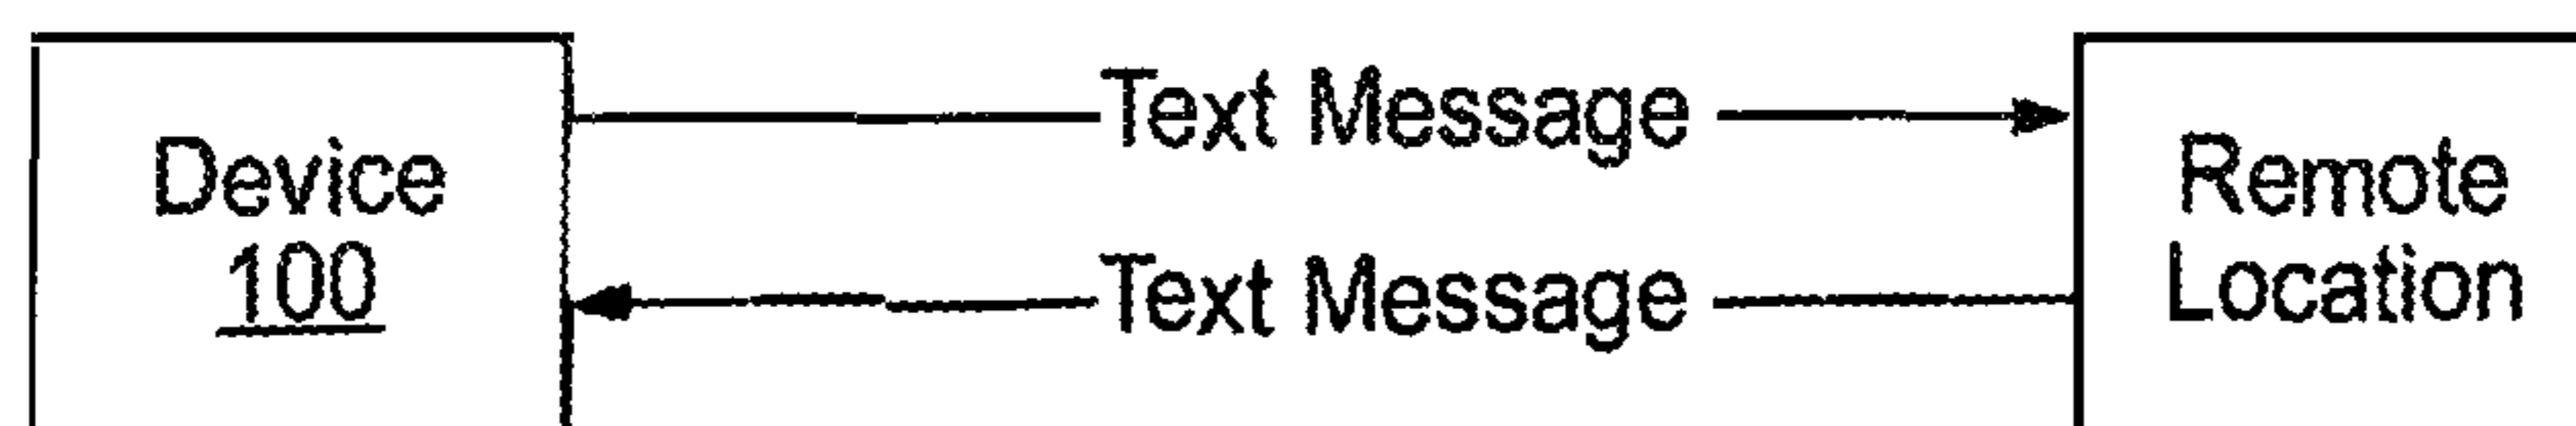 Device
100
Text Message
Text Message
Remote
Location